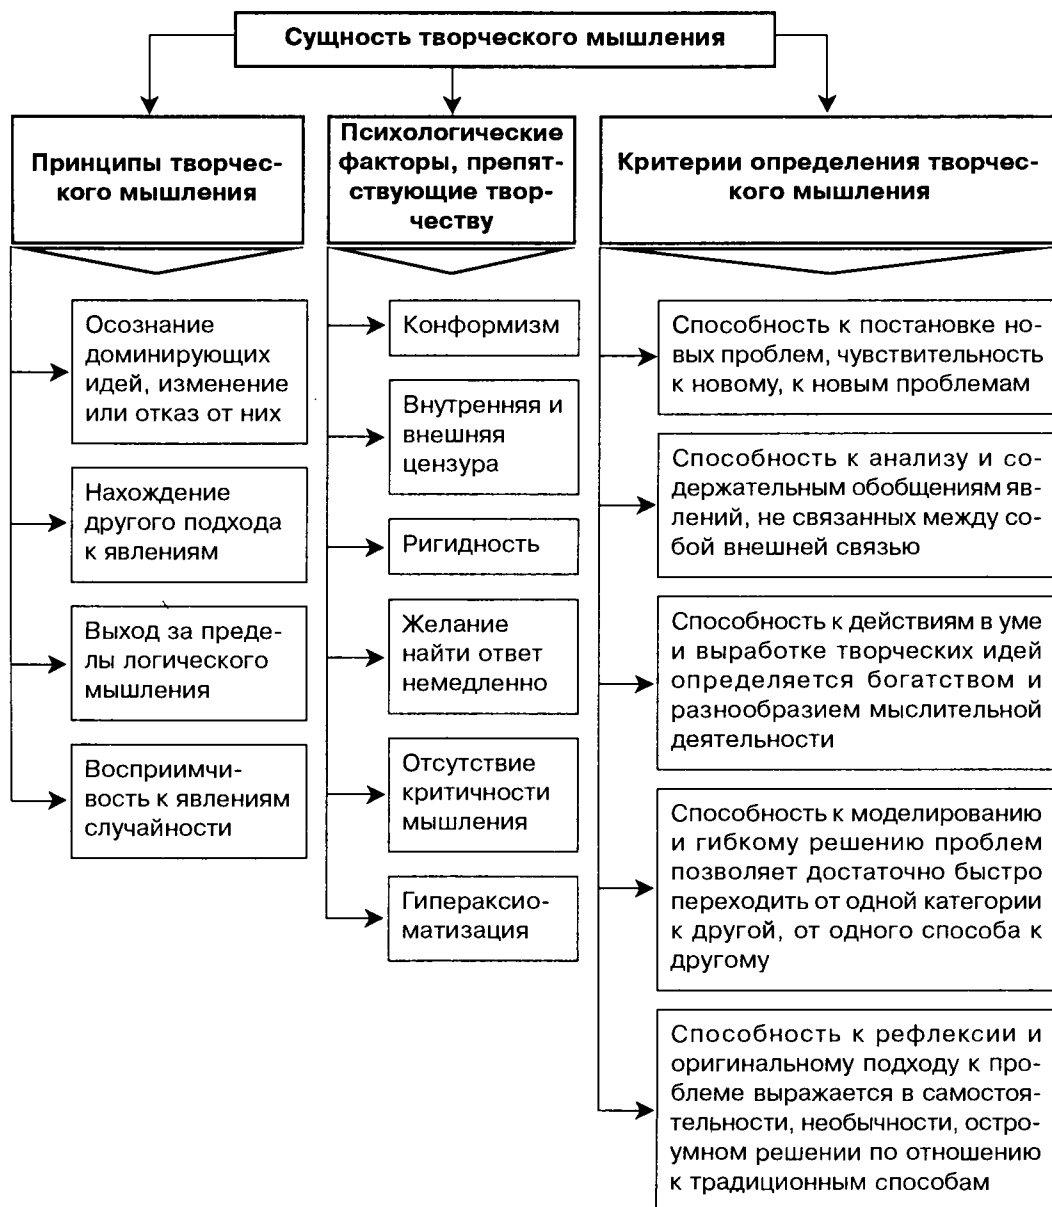 Сущность творческого мышления
Принципы творчес-
кого мышления
Осознание
доминирующих
идей, изменение
или отказ от них
Нахождение
другого подхода
к явлениям
Выход за преде-
лы логического
мышления
Восприимчи-
вость к явлениям
случайности
Психологические
факторы, препят-
ствующие твор-
честву
Конформизм
Внутренняя и
внешняя
цензура
Ригидность
Желание
найти ответ
немедленно
Отсутствие
критичности
мышления
Гипераксио-
матизация
Критерии определения творчес-
кого мышления
Способность к постановке но-
вых проблем, чувствительность
к новому, к новым проблемам
Способность к анализу и со-
держательным обобщениям яв-
лений, не связанных между со-
бой внешней связью
Способность к действиям в уме
и выработке творческих идей
определяется богатством и
разнообразием мыслительной
деятельности
Способность к моделированию
и гибкому решению проблем
позволяет достаточно быстро
переходить от одной категории
к другой, от одного способа к
другому
Способность к рефлексии и
оригинальному подходу к про-
блеме выражается в самостоя-
тельности, необычности, остро-
умном решении по отношению
к традиционным способам